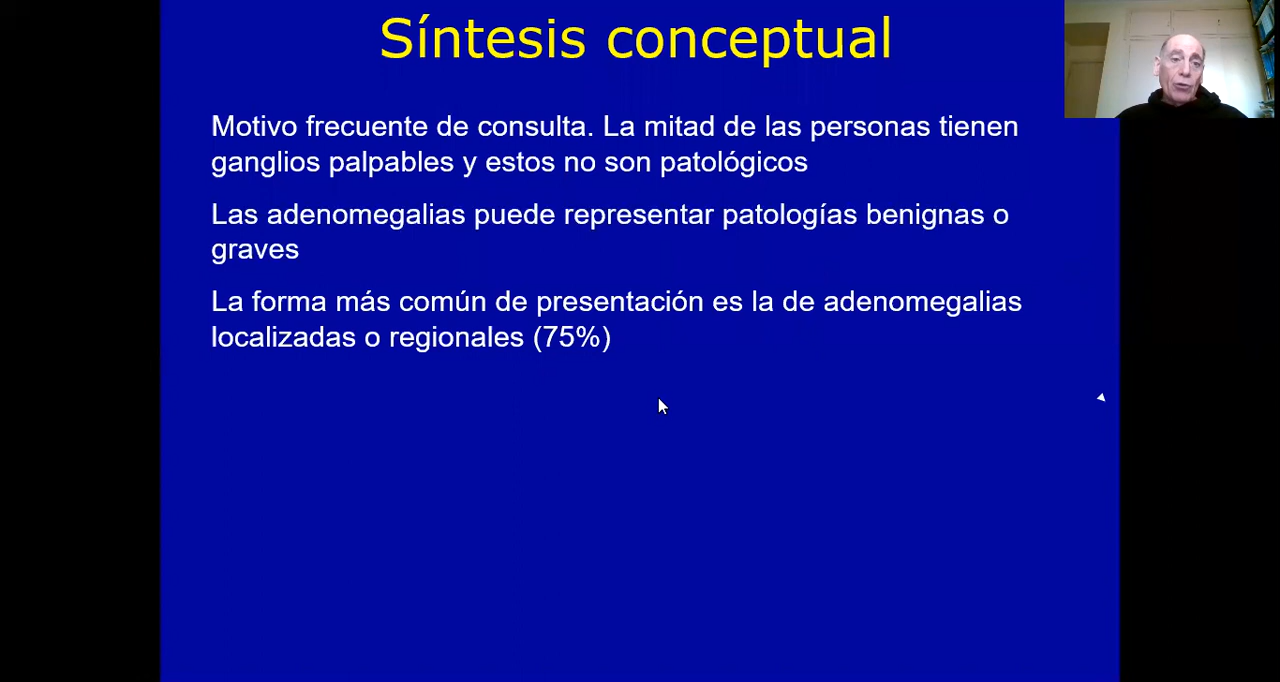 Síntesis conceptual
Motivo frecuente de consulta. La mitad de las personas tienen
ganglios palpables y estos no son patológicos
Las adenomegalias puede representar patologías benignas o
graves
La forma más común de presentación es la de adenomegalias
localizadas o regionales (75%)